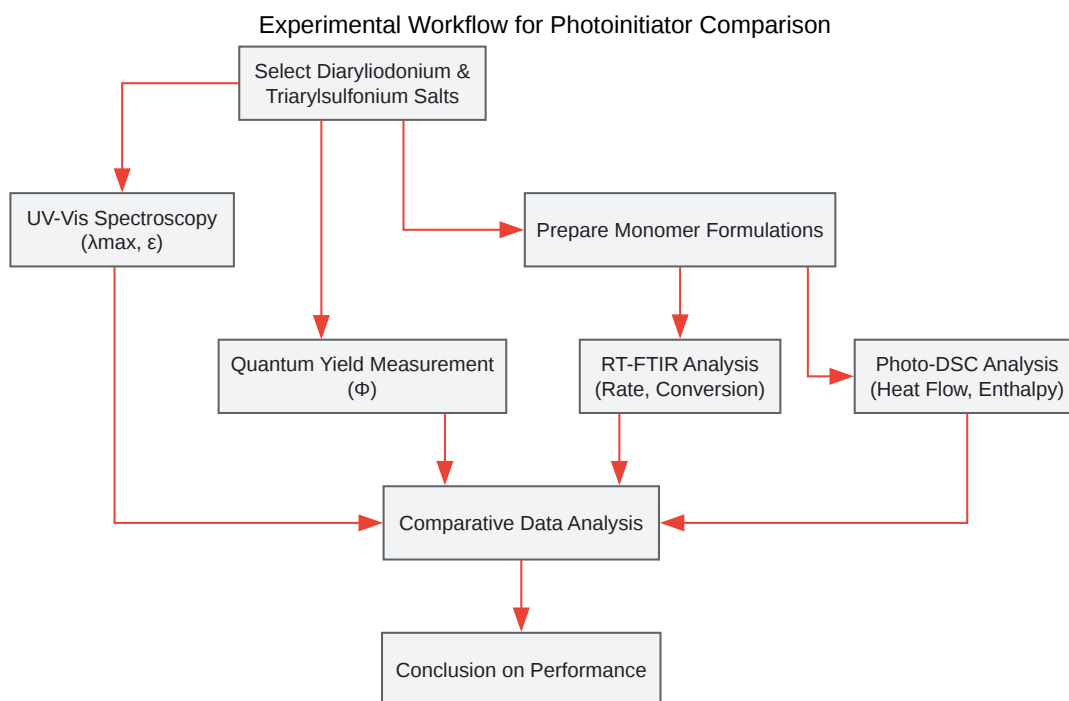 Experimental Workflow for Photoinitiator Comparison
Select Diaryliodonium &
Triarylsulfonium Salts
UV-Vis Spectroscopy
(λmax, ε)
Prepare Monomer Formulations
Quantum Yield Measurement
(Φ)
RT-FTIR Analysis
(Rate, Conversion)
Photo-DSC Analysis
(Heat Flow, Enthalpy)
Comparative Data Analysis
Conclusion on Performance